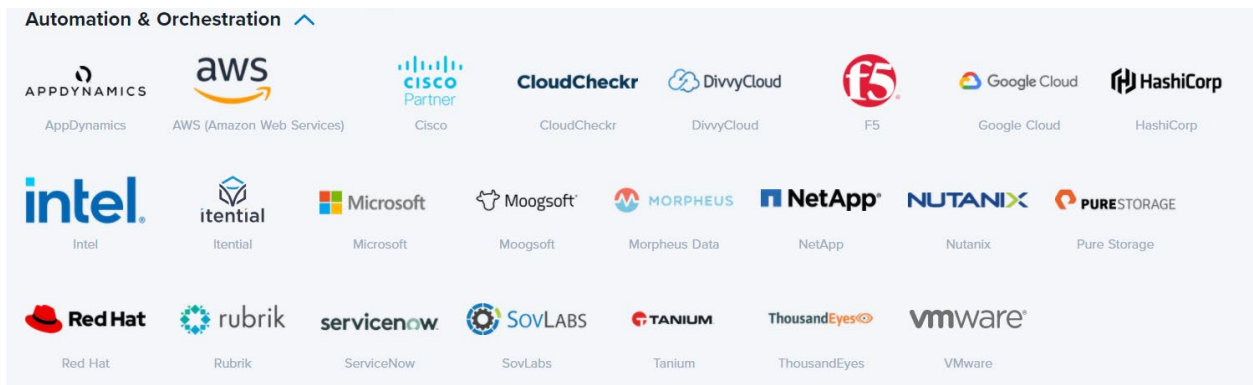 Automation & Orchestration
APPDYNAMICS
aws
CISCO
Partner
CloudCheckr
DivvyCloud
f5
Google Cloud
HashiCorp
AppDynamics
AWS (Amazon Web Services)
Cisco
CloudCheckr
DivvyCloud
F5
Google Cloud
HashiCorp
intel.
itential
Microsoft
Moogsoft
MORPHEUS
NetApp
NUTANIX
PURESTORAGE
Intel
Itential
Microsoft
Moogsoft
Morpheus Data
NetApp
Nutanix
Pure Storage
Red Hat
rubrik
servicenow
SOVLABS
TANIUM
ThousandEyes
vmware®
Red Hat
Rubrik
ServiceNow
SovLabs
Tanium
ThousandEyes
VMware